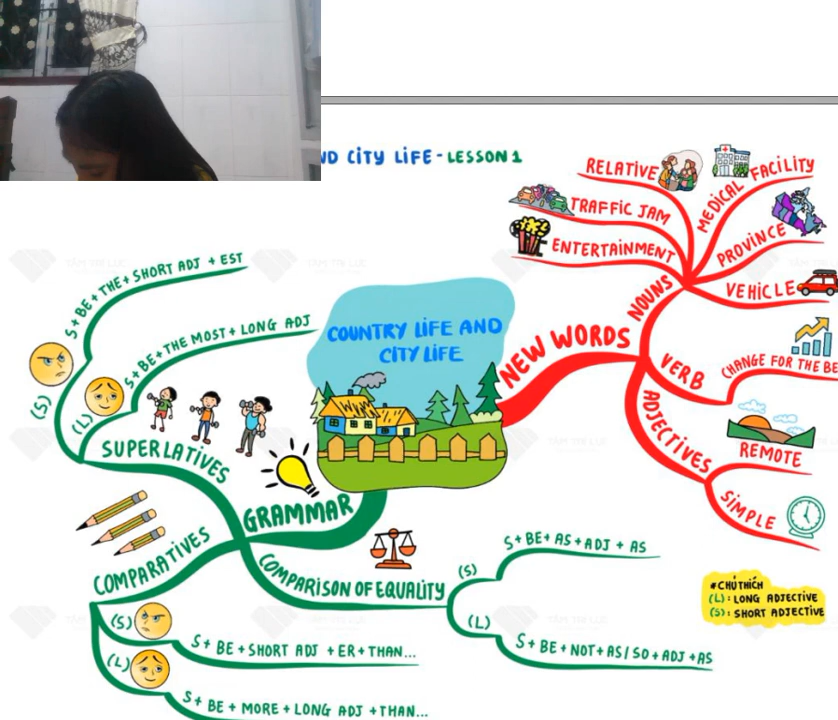 ND CITY LIFE - LESSON 1
COUNTRY LIFE AND
CITY LIFE
NEW WORDS
NOUNS
RELATIVE
TRAFFIC JAM
ENTERTAINMENT
MEDICAL FACILITY
PROVINCE
VEHICLE
VERB
CHANGE FOR THE BE
ADJECTIVES
REMOTE
SIMPLE
GRAMMAR
SUPERLATIVES
(S)
S+BE+THE+SHORT ADJ + EST
(L)
S+BE+THE MOST+LONG ADJ
COMPARATIVES
(S)
S+ BE +SHORT ADJ +ER+THAN...
(L)
S+ BE + MORE + LONG ADJ +THAN...
COMPARISON OF EQUALITY
(S)
S+BE+ AS+ADJ + AS
(L)
S+ BE +NOT+AS/SO+ADJ+AS
#CHÚ THÍCH
(L): LONG ADJECTIVE
(S): SHORT ADJECTIVE
TÂM TRI LUC